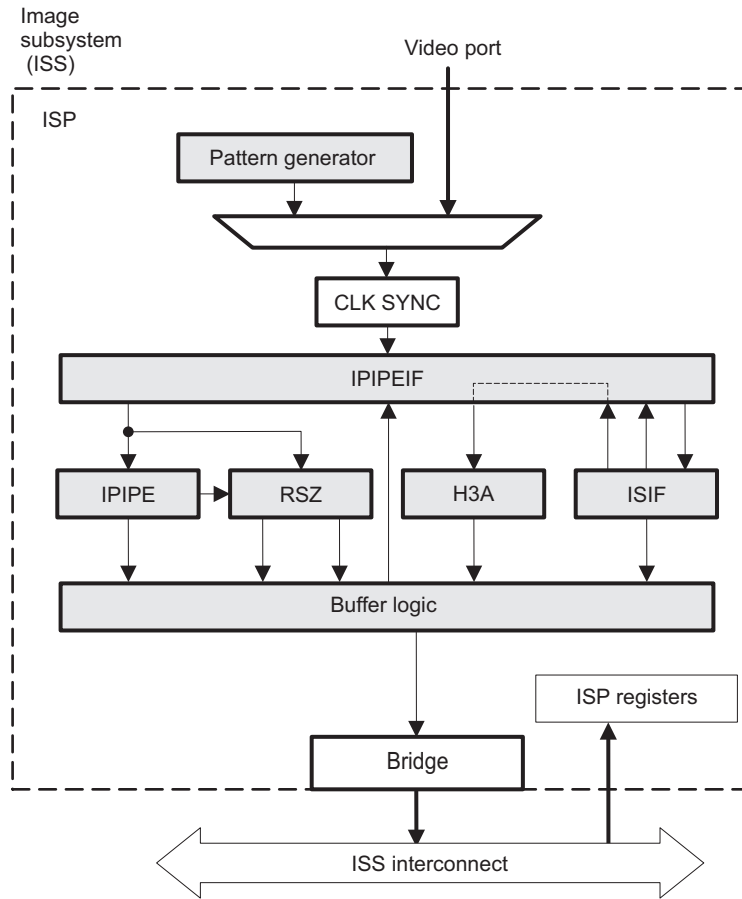 Image
subsystem
(ISS)
Video port
ISP
Pattern generator
CLK SYNC
IPIPEIF
IPIPE
RSZ
H3A
ISIF
Buffer logic
ISP registers
Bridge
ISS interconnect